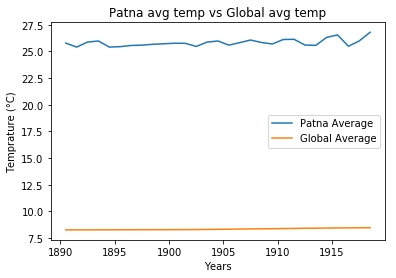 Patna avg temp vs Global avg temp
27.5
25.0
22.5
20.0
17.5
15.0
12.5
10.0
7.5
Temprature (°C)
Patna Average
Global Average
1890 1895 1900 1905 1910 1915
Years